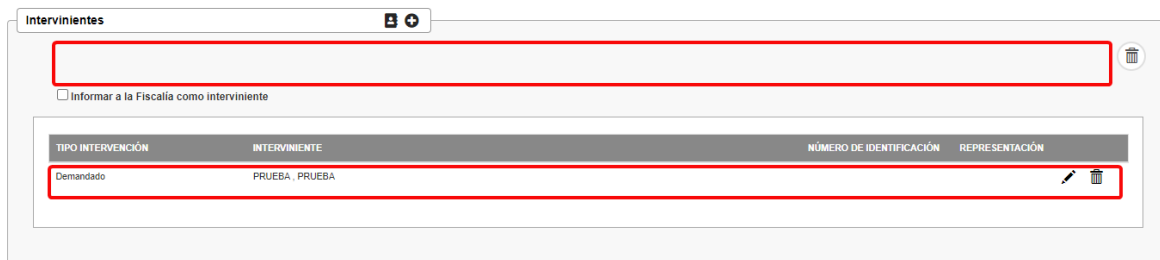 Intervinientes
Informar a la Fiscalía como interviniente
TIPO INTERVENCIÓN INTERVINIENTE NÚMERO DE IDENTIFICACIÓN REPRESENTACIÓN
Demandado PRUEBA , PRUEBA